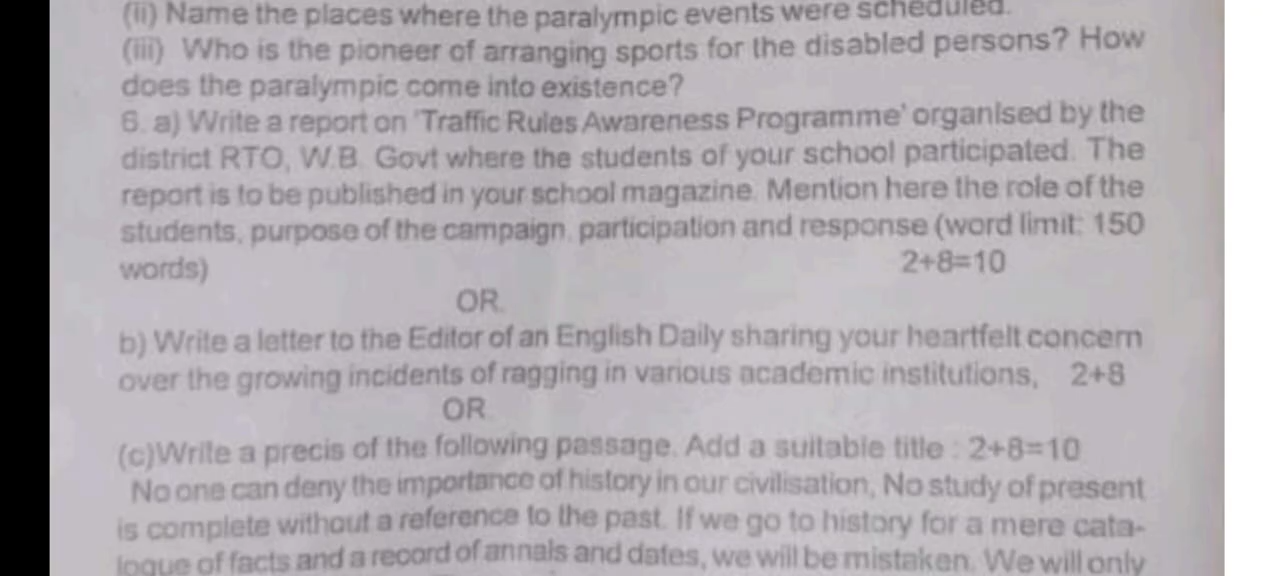 (ii) Name the places where the paralympic events were scheduled.
(iii) Who is the pioneer of arranging sports for the disabled persons? How
does the paralympic come into existence?
6. a) Write a report on 'Traffic Rules Awareness Programme' organised by the
district RTO, W.B. Govt where the students of your school participated. The
report is to be published in your school magazine. Mention here the role of the
students, purpose of the campaign, participation and response (word limit: 150
words) 2+8=10
OR.
b) Write a letter to the Editor of an English Daily sharing your heartfelt concern
over the growing incidents of ragging in various academic institutions, 2+8
OR
(c)Write a precis of the following passage. Add a suitable title : 2+8=10
No one can deny the importance of history in our civilisation, No study of present
is complete without a reference to the past. If we go to history for a mere cata-
logue of facts and a record of annals and dates, we will be mistaken. We will only